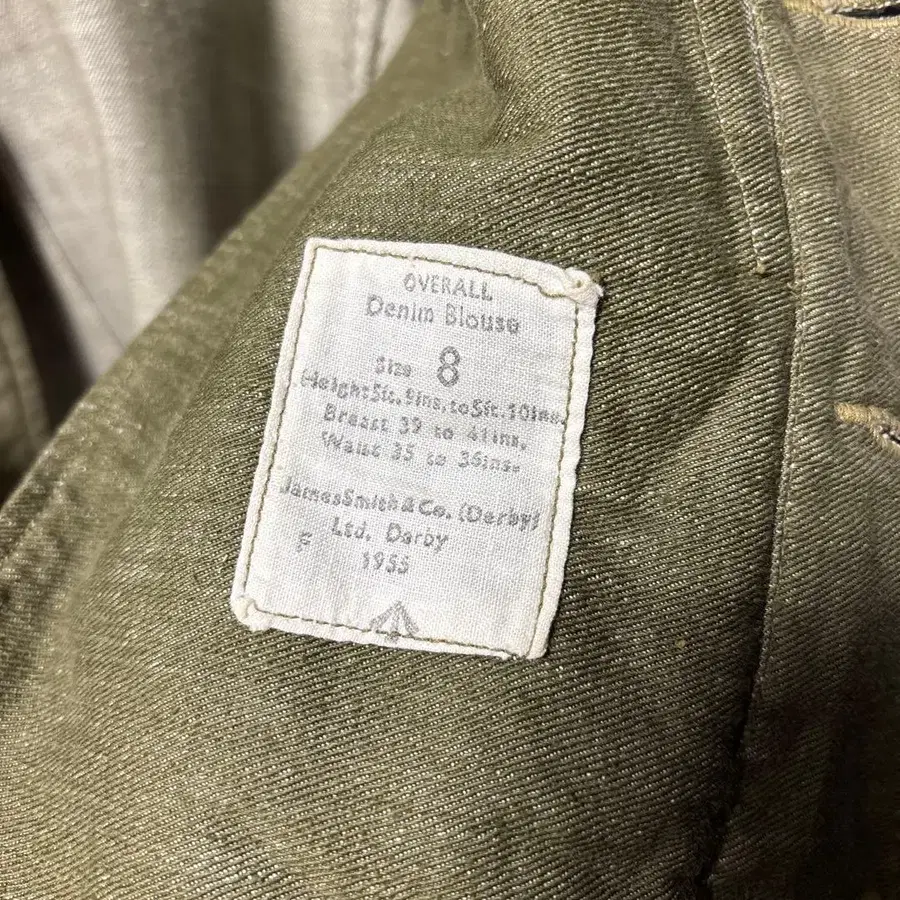 OVERALL
Denim Blouse
Size 8
Height 5ft. 9ins. to 5ft. 10ins.
Breast 39 to 41ins.
Waist 35 to 36ins.
James Smith & Co. (Derby)
Ltd. Derby
F
1955